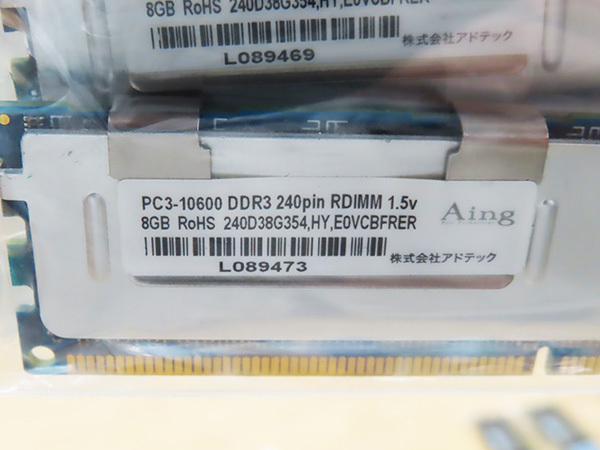 8GB RoHS 240D38G354,HY,E0VCBFRER
L089469
株式会社アドテック
PC3-10600 DDR3 240pin RDIMM 1.5v
8GB RoHS 240D38G354,HY,E0VCBFRER
Aing
L089473
株式会社アドテック